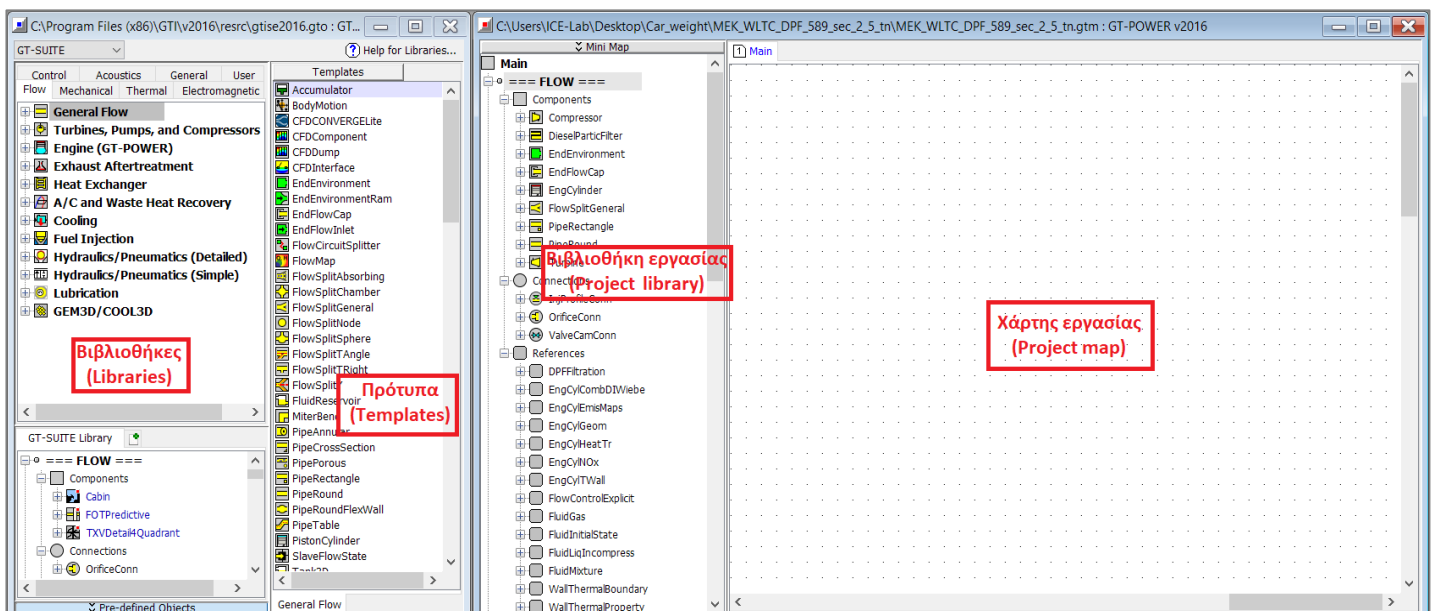 C:\Program Files (x86)\GTI\v2016\resrc\gtise2016.gto : GT...
GT-SUITE
Help for Libraries...
Control Acoustics General User
Flow Mechanical Thermal Electromagnetic
General Flow
Turbines, Pumps, and Compressors
Engine (GT-POWER)
Exhaust Aftertreatment
Heat Exchanger
A/C and Waste Heat Recovery
Cooling
Fuel Injection
Hydraulics/Pneumatics (Detailed)
Hydraulics/Pneumatics (Simple)
Lubrication
GEM3D/COOL3D
Βιβλιοθήκες
(Libraries)
GT-SUITE Library
=== FLOW ===
Components
Cabin
FOTPredictive
TXVDetail4Quadrant
Connections
OrificeConn
Pre-defined Objects
Templates
Accumulator
BodyMotion
CFDCONVERGELite
CFDComponent
CFDDump
CFDInterface
EndEnvironment
EndEnvironmentRam
EndFlowCap
EndFlowInlet
FlowCircuitSplitter
FlowMap
FlowSplitAbsorbing
FlowSplitChamber
FlowSplitGeneral
FlowSplitNode
FlowSplitSphere
FlowSplitTAngle
FlowSplitTRight
FlowSplitY
FluidReservoir
MiterBend
PipeAnnular
PipeCrossSection
PipePorous
PipeRectangle
PipeRound
PipeRoundFlexWall
PipeTable
PistonCylinder
SlaveFlowState
Πρότυπα
(Templates)
General Flow
C:\Users\ICE-Lab\Desktop\Car_weight\MEK_WLTC_DPF_589_sec_2_5_tn\MEK_WLTC_DPF_589_sec_2_5_tn.gtm : GT-POWER v2016
Mini Map
Main
=== FLOW ===
Components
Compressor
DieselParticFilter
EndEnvironment
EndFlowCap
EngCylinder
FlowSplitGeneral
PipeRectangle
PipeRound
Connections
InjProfileConn
OrificeConn
ValveCamConn
References
DPFFiltration
EngCylCombDIWiebe
EngCylEmisMaps
EngCylGeom
EngCylHeatTr
EngCylNOx
EngCylTWall
FlowControlExplicit
FluidGas
FluidInitialState
FluidLiqIncompress
FluidMixture
WallThermalBoundary
WallThermalProperty
Βιβλιοθήκη εργασίας
(Project library)
1 Main
Χάρτης εργασίας
(Project map)